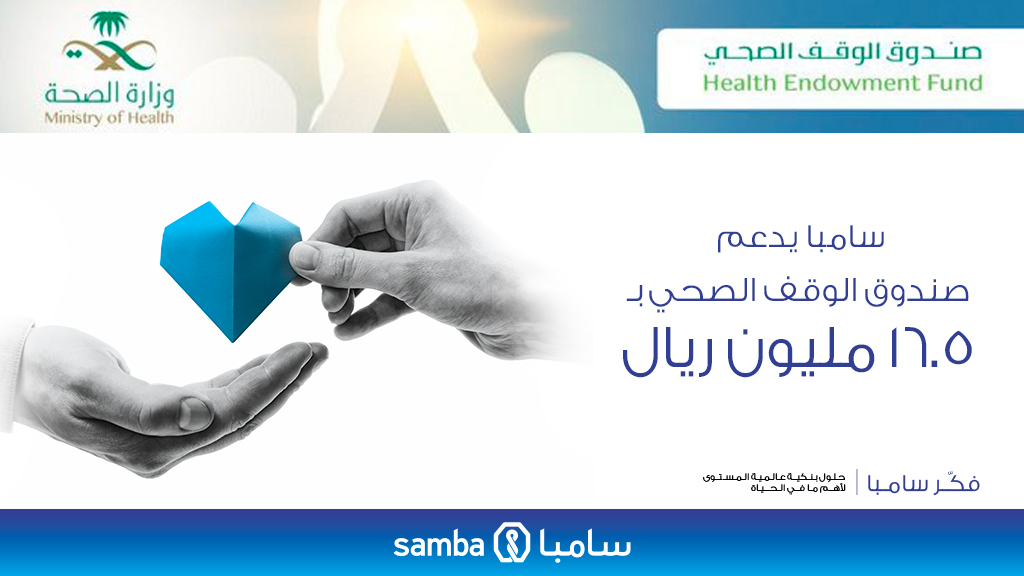 وزارة الصحة
Ministry of Health
صندوق الوقف الصحي
Health Endowment Fund
سامبا يدعم
صندوق الوقف الصحي بـ
١٦.٥ مليون ريال
فكّر سامبا
حلول بنكية عالمية المستوى
لأهم ما في الحياة
samba سامبا